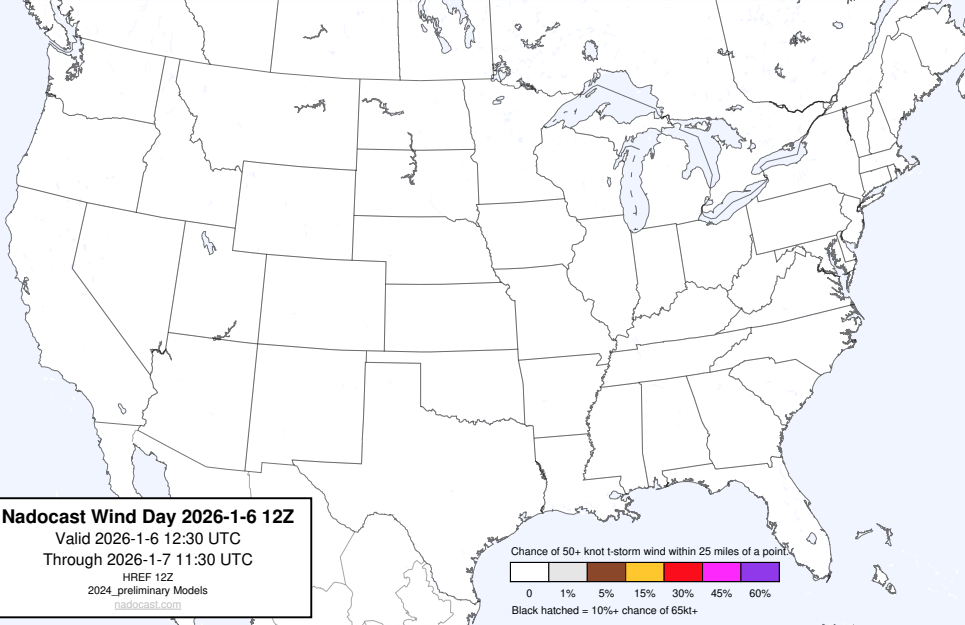 Nadocast Wind Day 2026-1-6 12Z
Valid 2026-1-6 12:30 UTC
Through 2026-1-7 11:30 UTC
HREF 12Z
2024_preliminary Models
nadocast.com
Chance of 50+ knot t-storm wind within 25 miles of a point.
0 1% 5% 15% 30% 45% 60%
Black hatched = 10%+ chance of 65kt+